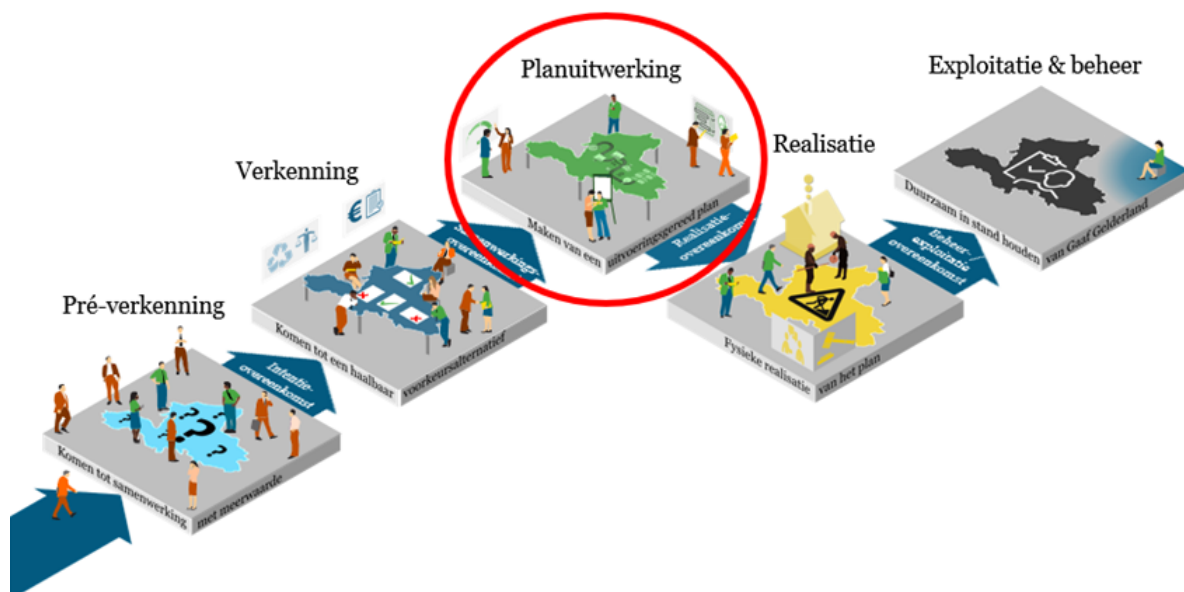 Pré-verkenning
Komen tot samenwerking
met meerwaarde
Intentie-
overeenkomst
Verkenning
€
Komen tot een haalbaar
voorkeursalternatief
overeenkomst
Planuitwerking
Maken van een
uitvoeringsgereed plan
Realisatie-
overeenkomst
Realisatie
Fysieke realisatie
van het plan
Beheer-
exploitatie
overeenkomst
Exploitatie & beheer
Duurzaam in stand houden
van Gaaf Gelderland